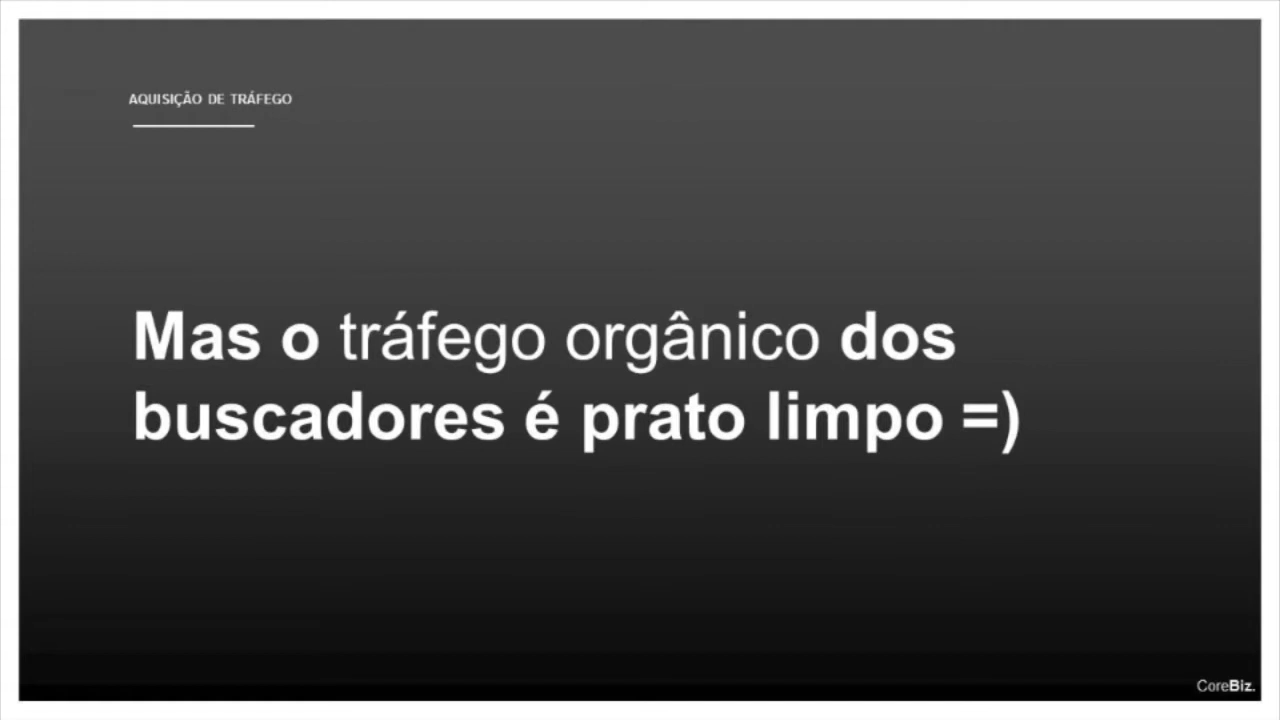 AQUISIÇÃO DE TRÁFEGO
Mas o tráfego orgânico dos
buscadores é prato limpo =)
CoreBiz.